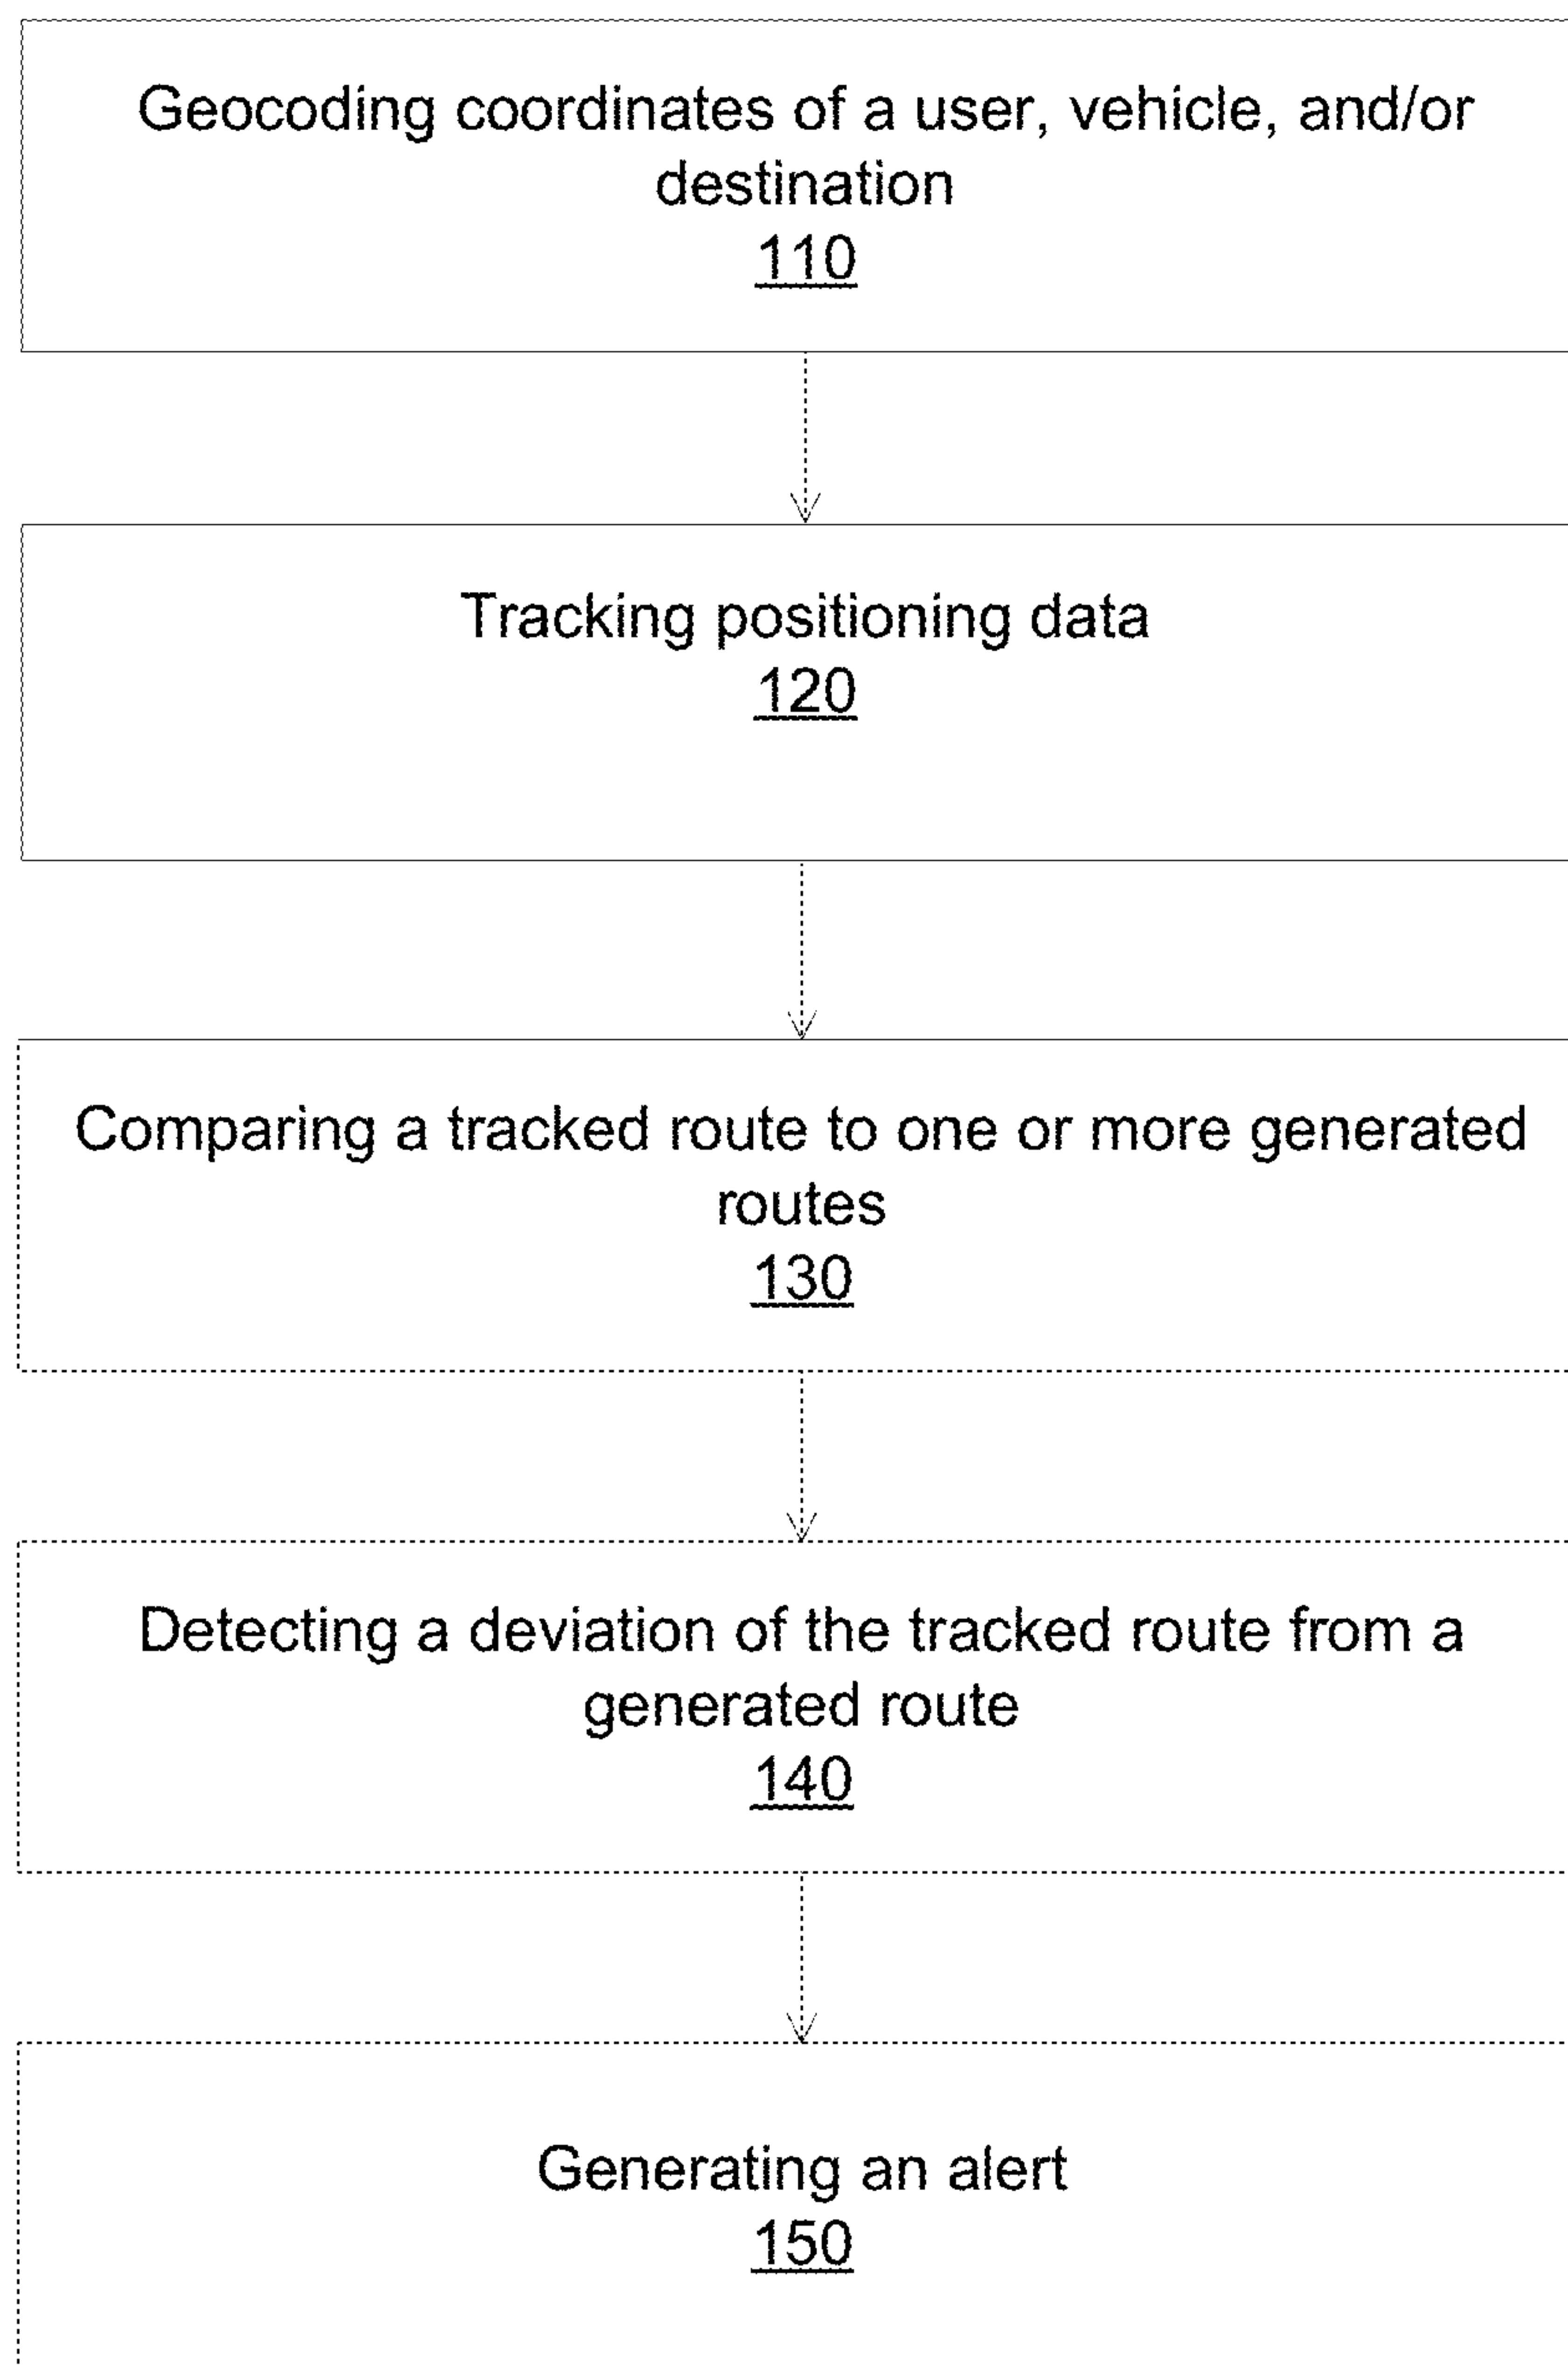 Geocoding coordinates of a user, vehicle, and/or
destination
110
Tracking positioning data
120
Comparing a tracked route to one or more generated
routes
130
Detecting a deviation of the tracked route from a
generated route
140
Generating an alert
150